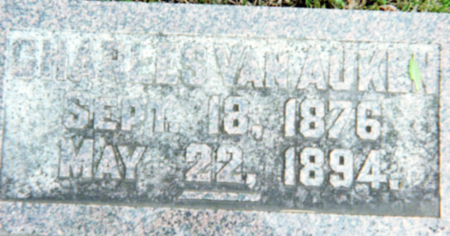 CHARLES VANAUKEN
SEPT. 18, 1876
MAY 22, 1894.